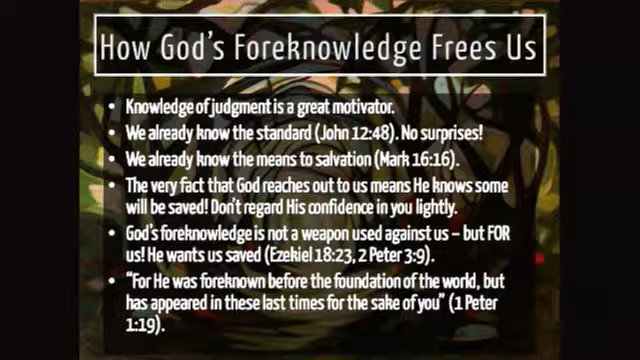 How God's Foreknowledge Frees Us
• Knowledge of judgment is a great motivator.
• We already know the standard (John 12:48). No surprises!
• We already know the means to salvation (Mark 16:16).
• The very fact that God reaches out to us means He knows some
will be saved! Don't regard His confidence in you lightly.
• God's foreknowledge is not a weapon used against us – but FOR
us! He wants us saved (Ezekiel 18:23, 2 Peter 3:9).
• "For He was foreknown before the foundation of the world, but
has appeared in these last times for the sake of you" (1 Peter
1:19).